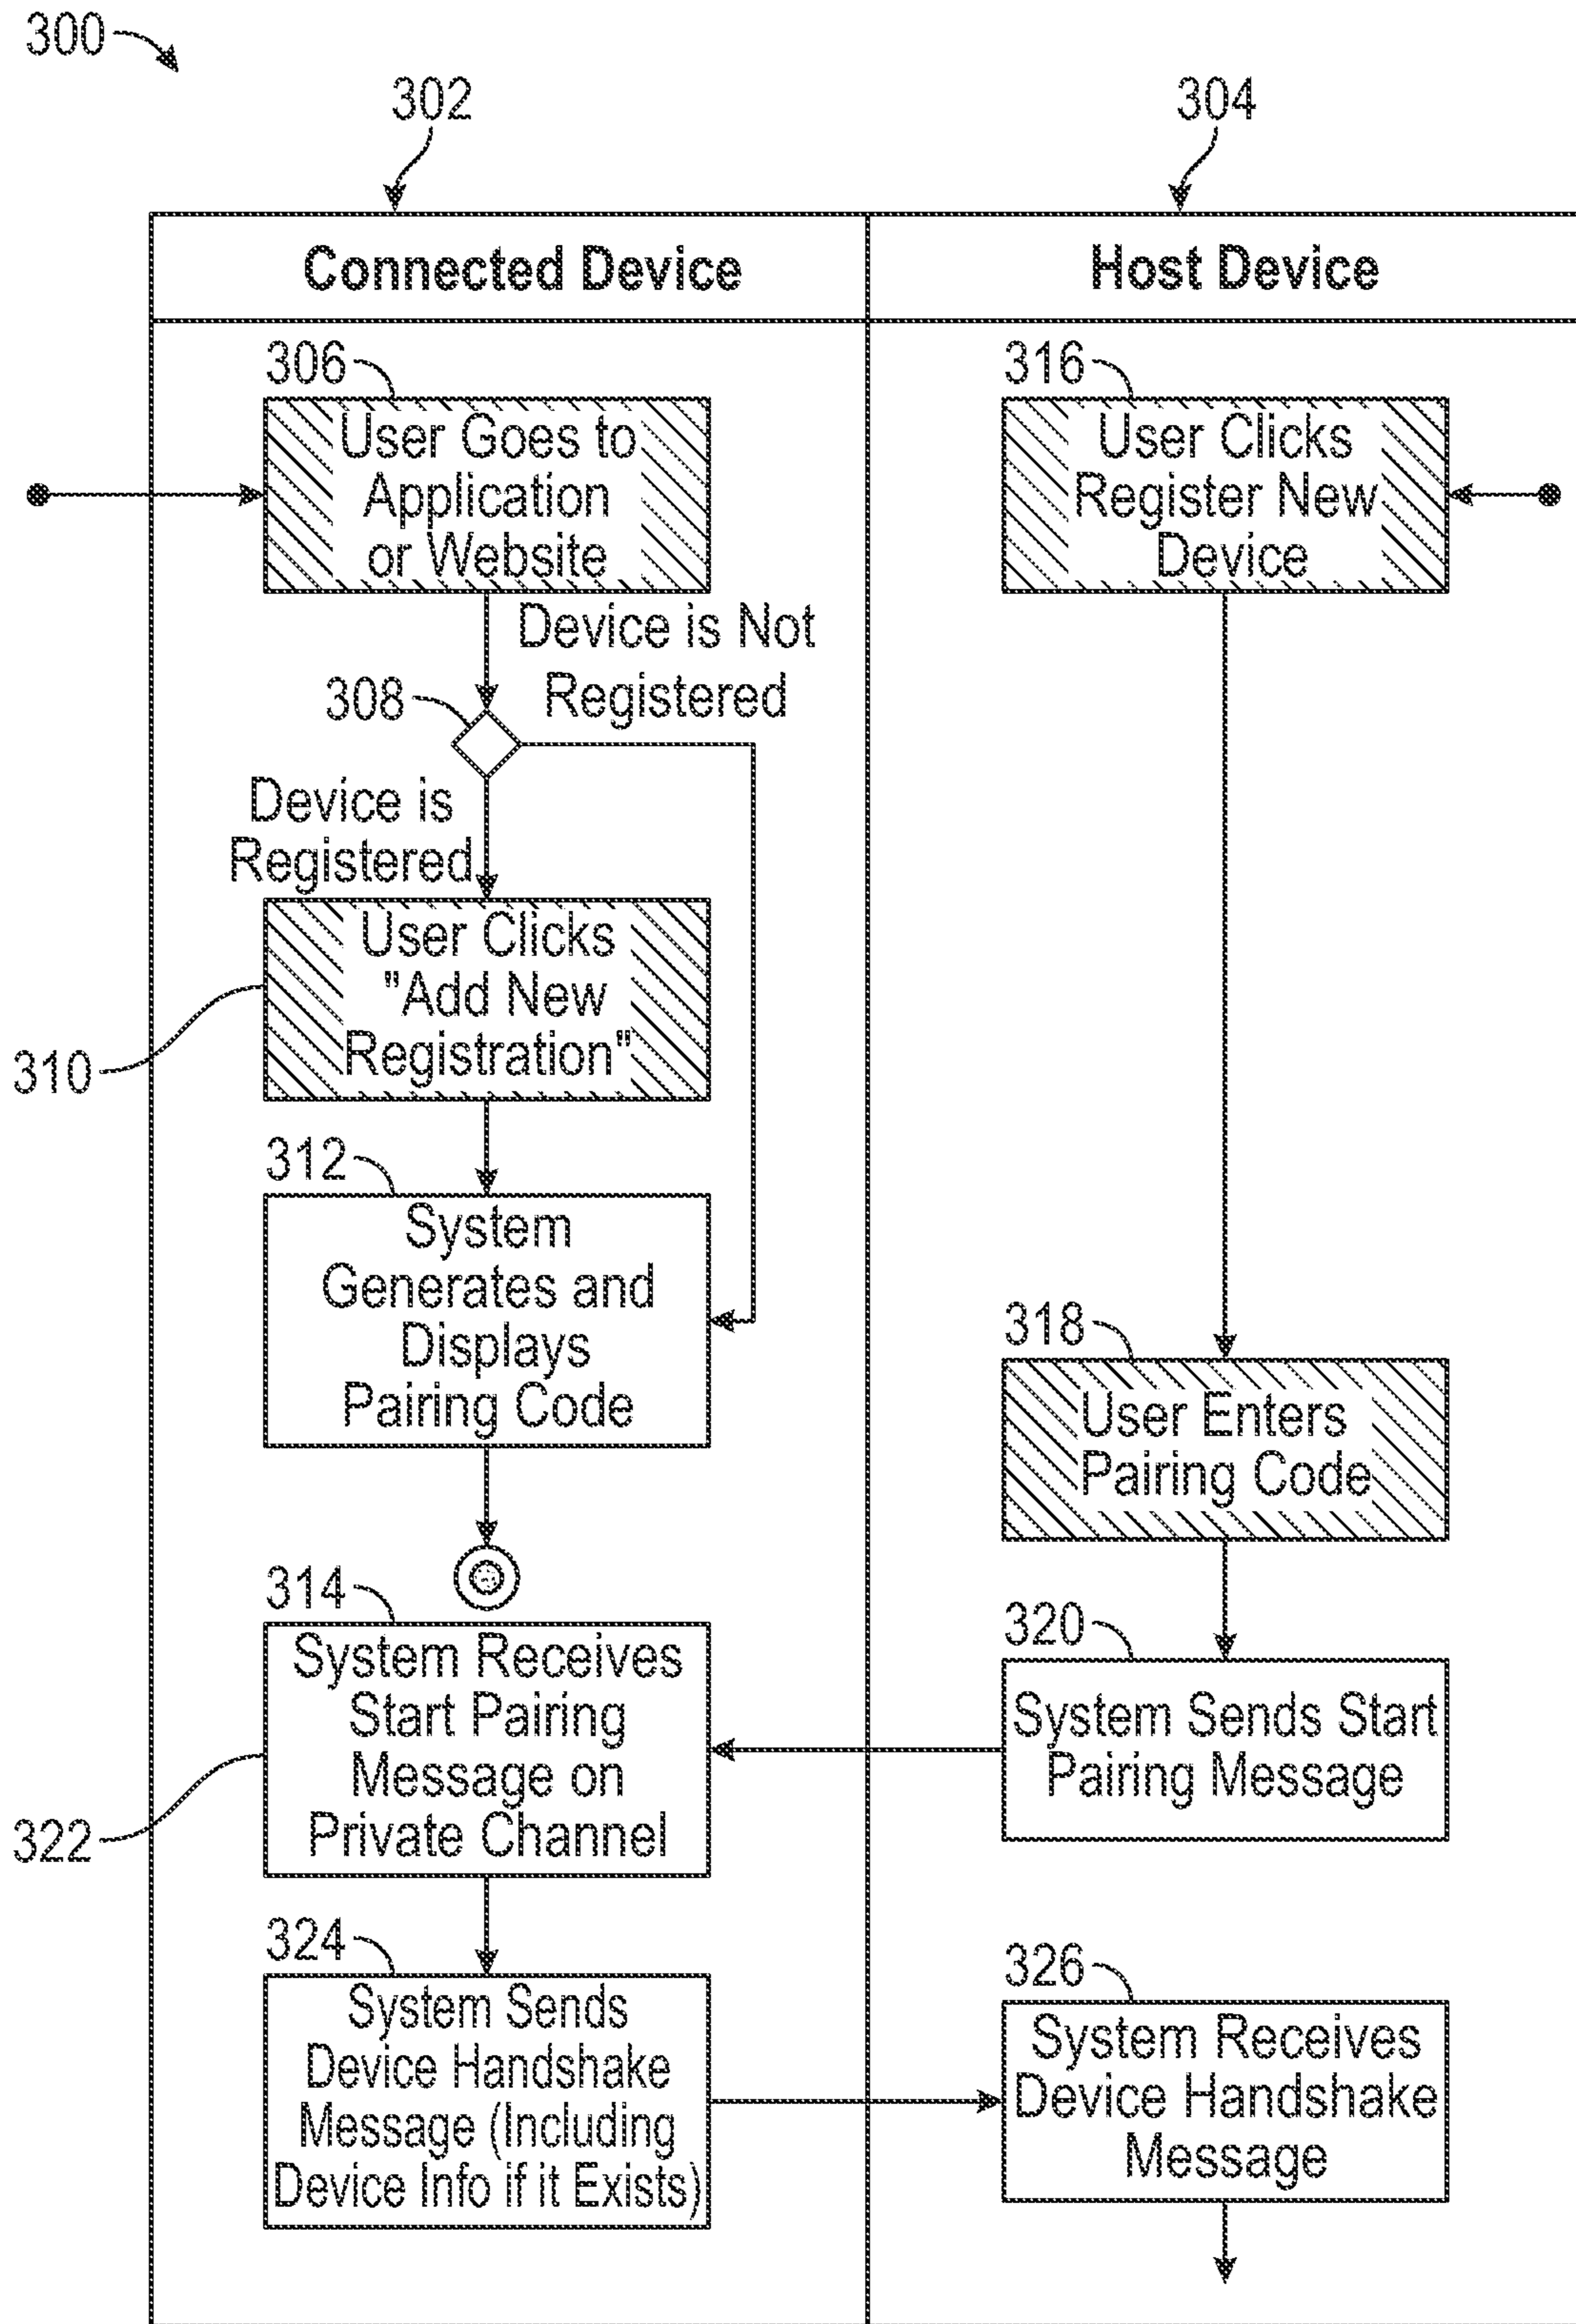 300
302
304
Connected Device
Host Device
306
User Goes to
Application
or Website
316
User Clicks
Register New
Device
Device is Not
Registered
308
Device is
Registered
User Clicks
"Add New
Registration"
310
312
System
Generates and
Displays
Pairing Code
318
User Enters
Pairing Code
314
System Receives
Start Pairing
Message on
Private Channel
322
320
System Sends Start
Pairing Message
324
System Sends
Device Handshake
Message (Including
Device Info if it Exists)
326
System Receives
Device Handshake
Message